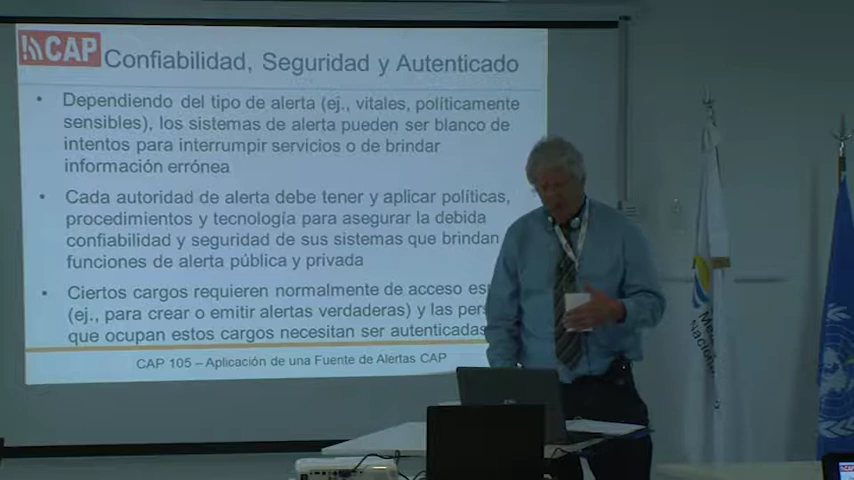 CAP
Confiabilidad, Seguridad y Autenticado
• Dependiendo del tipo de alerta (ej., vitales, políticamente
sensibles), los sistemas de alerta pueden ser blanco de
intentos para interrumpir servicios o de brindar
información errónea
• Cada autoridad de alerta debe tener y aplicar políticas,
procedimientos y tecnología para asegurar la debida
confiabilidad y seguridad de sus sistemas que brindan
funciones de alerta pública y privada
• Ciertos cargos requieren normalmente de acceso
(ej., para crear o emitir alertas verdaderas) y las
que ocupan estos cargos necesitan ser autenticadas
CAP 105 – Aplicación de una Fuente de Alertas CAP